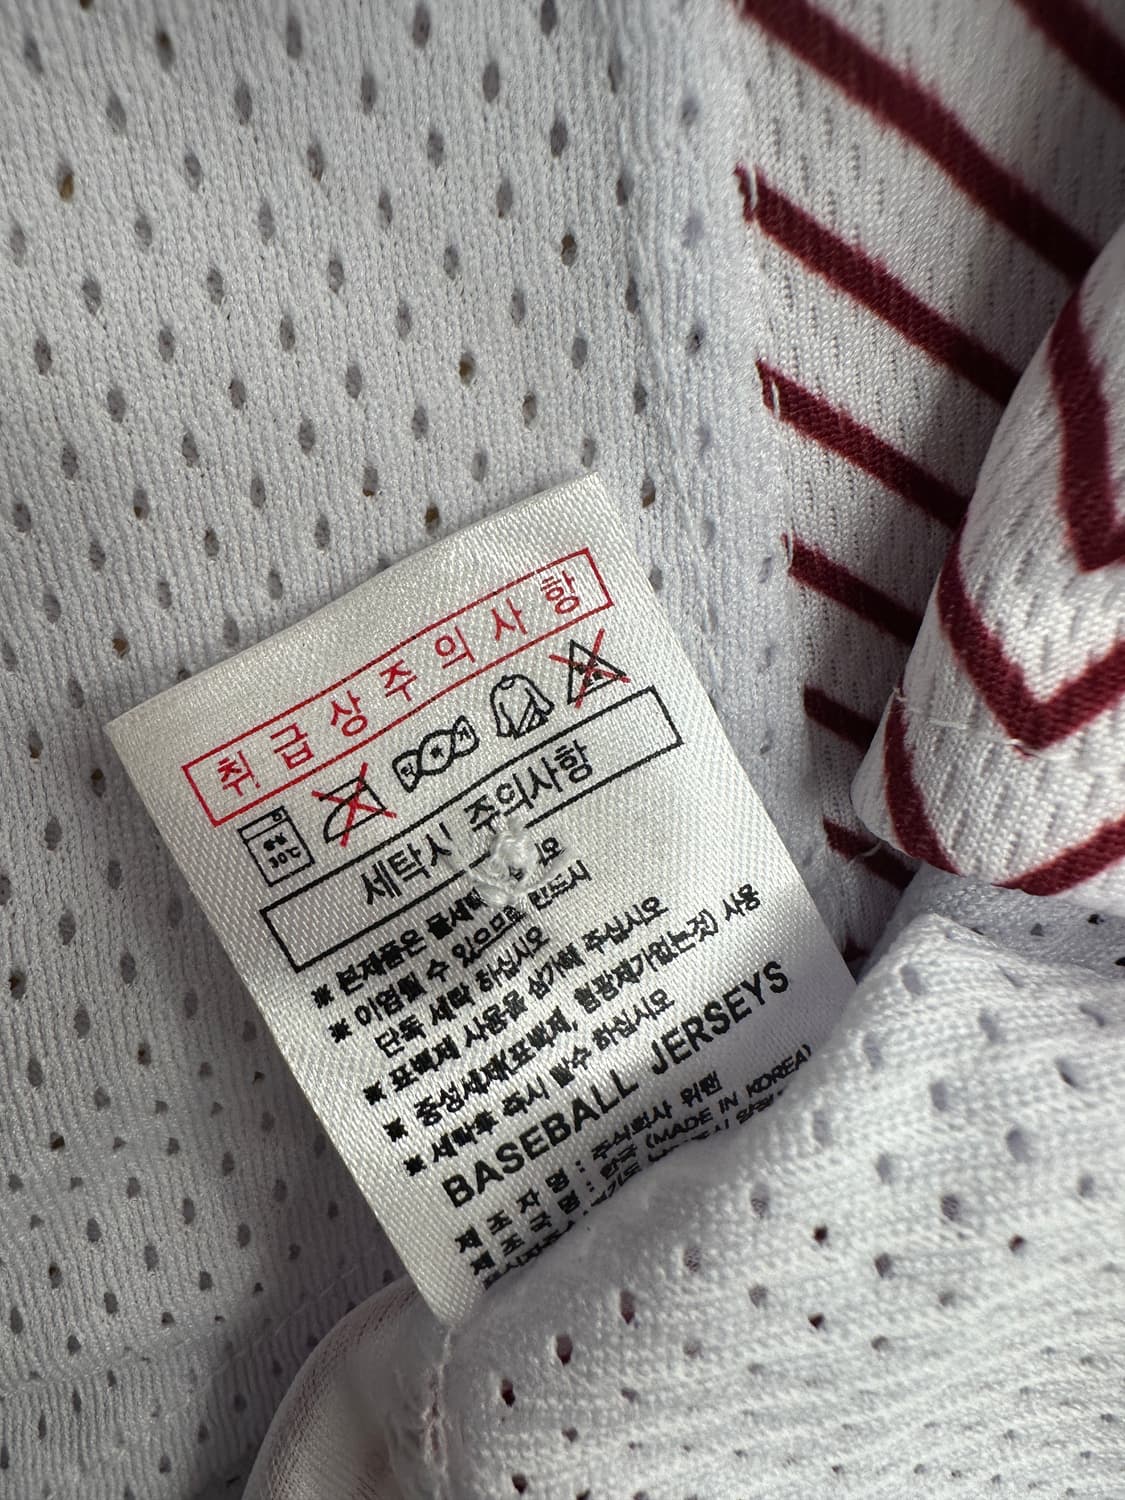 취급상주의사항
30℃
세탁시 주의사항
※ 본제품은 물세탁
※ 이염될 수 있으므로 반드시
단독 세탁 하십시오
※ 표백제 사용을 삼가해 주십시오
※ 중성세제(표백제, 형광제가없는것) 사용
※ 세탁후 즉시 탈수 하십시오
BASEBALL JERSEYS
제 조 자 명 : 주식회사 위팬
제 조 국 명 : 한국 (MADE IN KOREA)